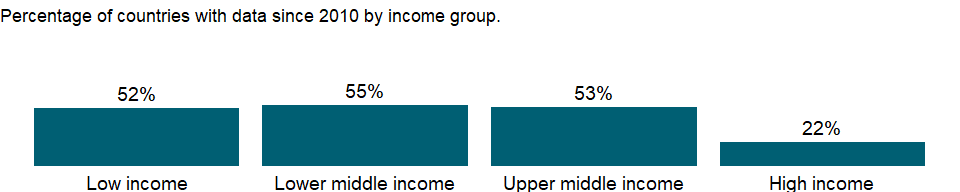 Percentage of countries with data since 2010 by income group.
52%
55%
53%
22%
Low income
Lower middle income
Upper middle income
High income